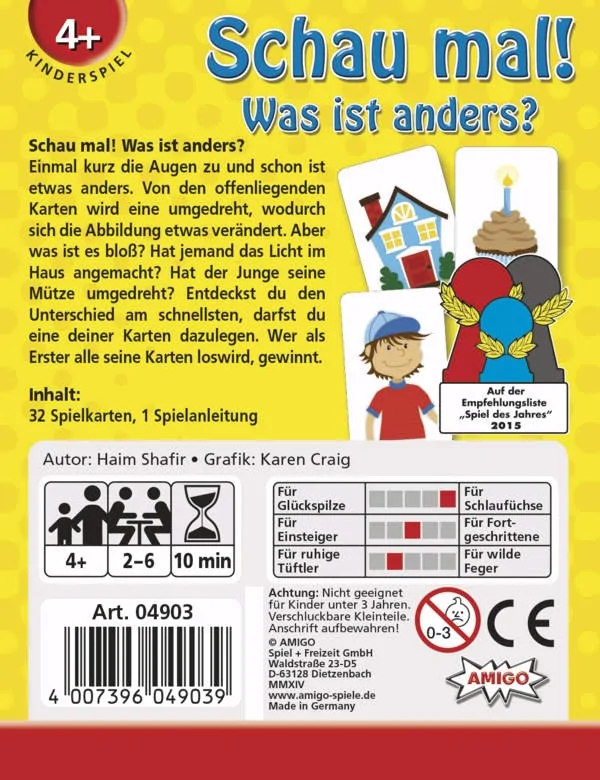 4+
KINDERSPIEL
Schau mal!
Was ist anders?
Schau mal! Was ist anders?
Einmal kurz die Augen zu und schon ist
etwas anders. Von den offenliegenden
Karten wird eine umgedreht, wodurch
sich die Abbildung etwas verändert. Aber
was ist es bloß? Hat jemand das Licht im
Haus angemacht? Hat der Junge seine
Mütze umgedreht? Entdeckst du den
Unterschied am schnellsten, darfst du
eine deiner Karten dazulegen. Wer als
Erster alle seine Karten loswird, gewinnt.
Inhalt:
32 Spielkarten, 1 Spielanleitung
Auf der
Empfehlungsliste
„Spiel des Jahres“
2015
Autor: Haim Shafir • Grafik: Karen Craig
4+
2–6
10 min
Für
Glückspilze
Für
Schlaufüchse
Für
Einsteiger
Für Fort-
geschrittene
Für ruhige
Tüftler
Für wilde
Feger
Art. 04903
4 007396 049039
Achtung: Nicht geeignet
für Kinder unter 3 Jahren.
Verschluckbare Kleinteile.
Anschrift aufbewahren!
© AMIGO
Spiel + Freizeit GmbH
Waldstraße 23-D5
D-63128 Dietzenbach
MMXIV
www.amigo-spiele.de
Made in Germany
0-3
CE
AMIGO